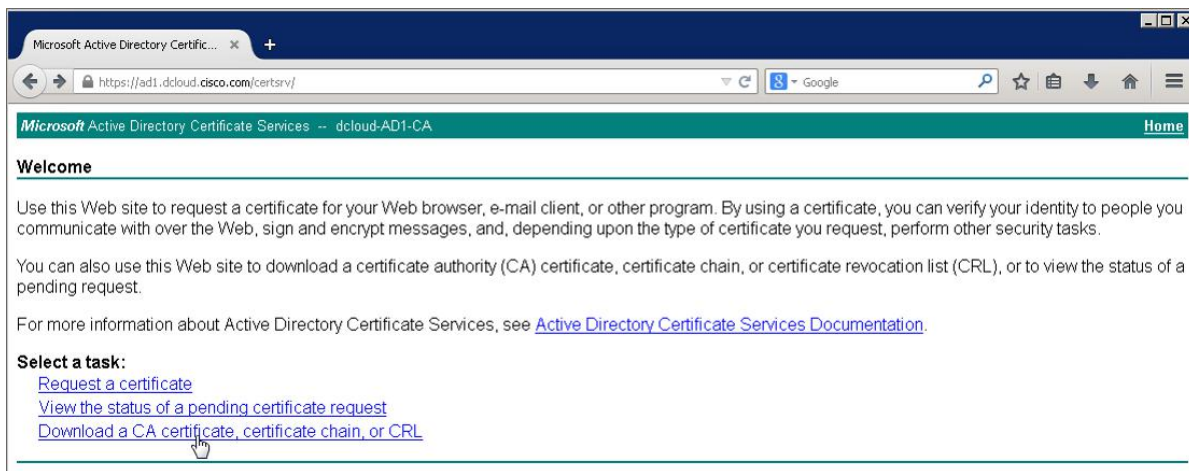 Microsoft Active Directory Certific...
https://ad1.dcloud.cisco.com/certsrv/
Google
Microsoft Active Directory Certificate Services -- dcloud-AD1-CA Home
Welcome
Use this Web site to request a certificate for your Web browser, e-mail client, or other program. By using a certificate, you can verify your identity to people you
communicate with over the Web, sign and encrypt messages, and, depending upon the type of certificate you request, perform other security tasks.
You can also use this Web site to download a certificate authority (CA) certificate, certificate chain, or certificate revocation list (CRL), or to view the status of a
pending request.
For more information about Active Directory Certificate Services, see Active Directory Certificate Services Documentation.
Select a task:
Request a certificate
View the status of a pending certificate request
Download a CA certificate, certificate chain, or CRL